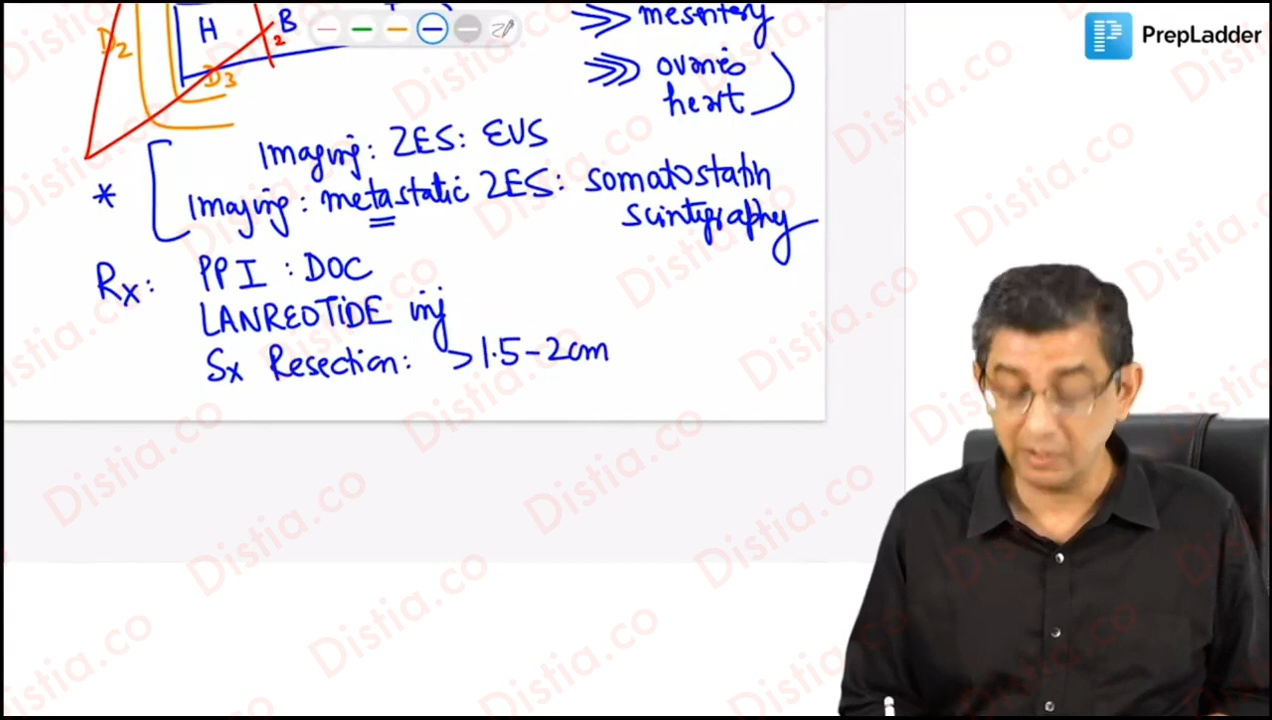 PrepLadder
≫ mesentery
D2
H
2
B
D3
⋙ ovaries
heart
* Imaging: ZES: EUS
Imaging: metastatic ZES: somatostatin
scintigraphy
Rx: PPI : DOC
LANREOTIDE inj
Sx Resection: >1.5-2cm
Distia.co